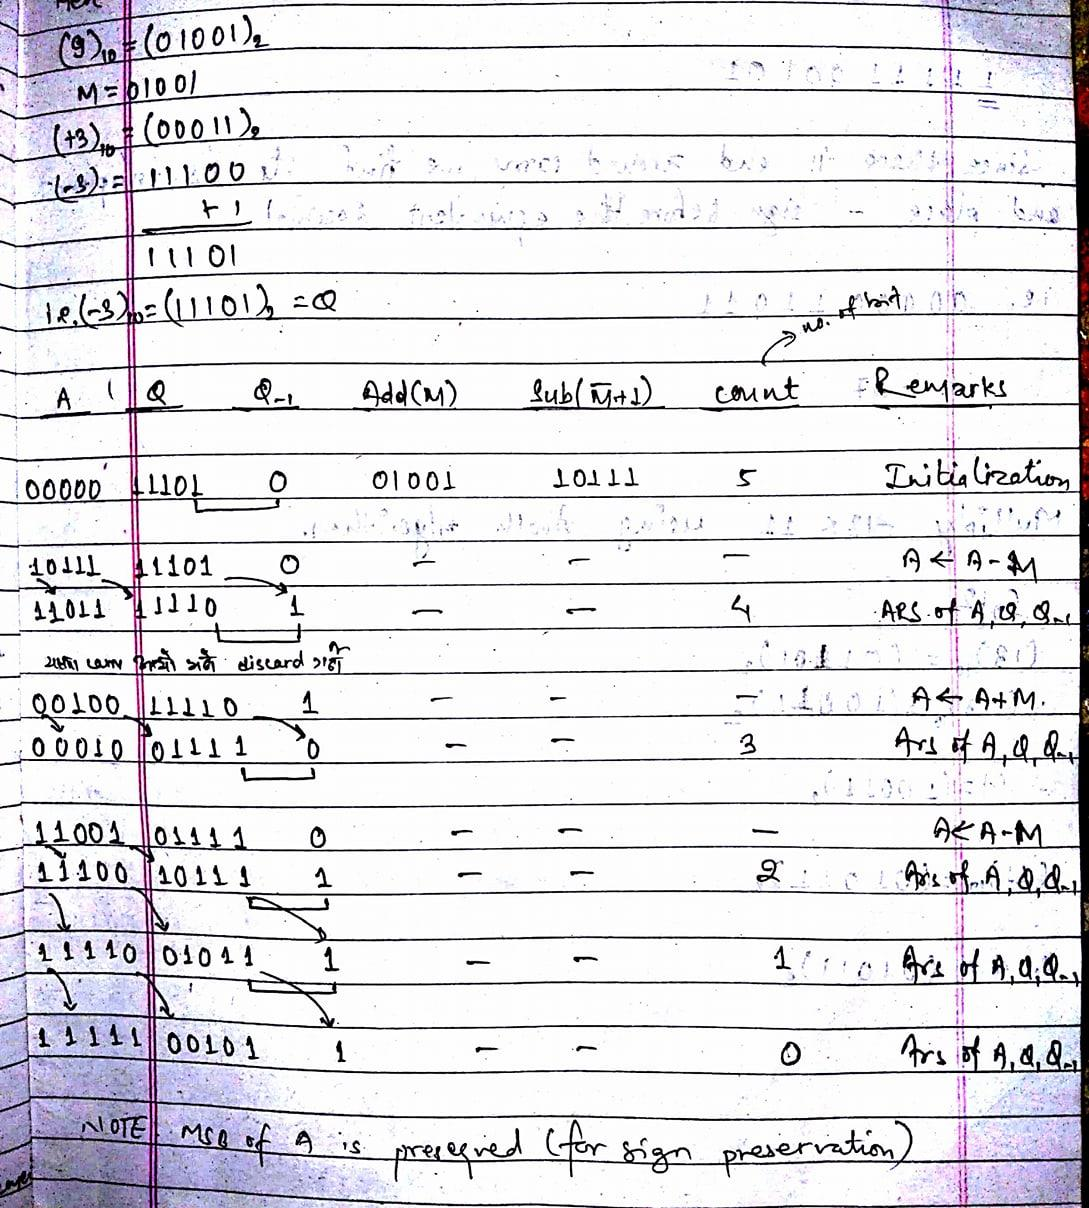 (9)₁₀ = (01001)₂
M = 01001
(+3)₁₀ = (00011)₂
(-3) = 11100
+ 1
11101
i.e. (-3)₁₀ = (11101)₂ = Q
no. of bit
A Q Q₋₁ Add(M) Sub(M̅+1) count Remarks
00000 11101 0 01001 10111 5 Initialization
10111 11101 0 – – – A ← A-M
11011 11110 1 – – 4 ARS of A, Q, Q₋₁
carry discard
00100 11110 1 – – – A ← A+M.
00010 01111 0 – – 3 Ars of A, Q, Q₋₁
11001 01111 0 – – – A< A-M
11100 10111 1 – – 2 Ars of A, Q, Q₋₁
11110 01011 1 – – 1 Ars of A, Q, Q₋₁
11111 00101 1 – – 0 Ars of A, Q, Q₋₁
NOTE: MSB of A is preserved (for sign preservation)